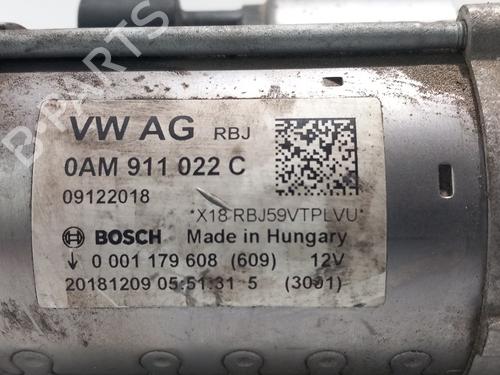 VW AG RBJ
0AM 911 022 C
09122018
*X18 RBJ59VTPLVU*
BOSCH Made in Hungary
0 001 179 608 (609) 12V
20181209 05:51:31 5 (3001)